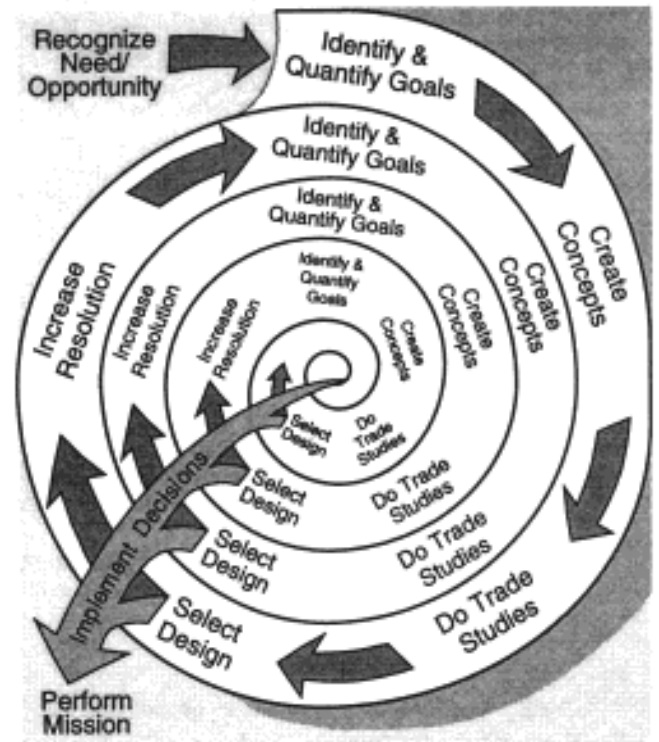 Recognize
Need/
Opportunity
Identify &
Quantify Goals
Create
Concepts
Do Trade
Studies
Select
Design
Increase
Resolution
Identify &
Quantify Goals
Create
Concepts
Do Trade
Studies
Select
Design
Increase
Resolution
Identify &
Quantify Goals
Create
Concepts
Do Trade
Studies
Select
Design
Increase
Resolution
Identify &
Quantify
Goals
Create
Concepts
Do
Trade
Studies
Select
Design
Implement Decisions
Perform
Mission